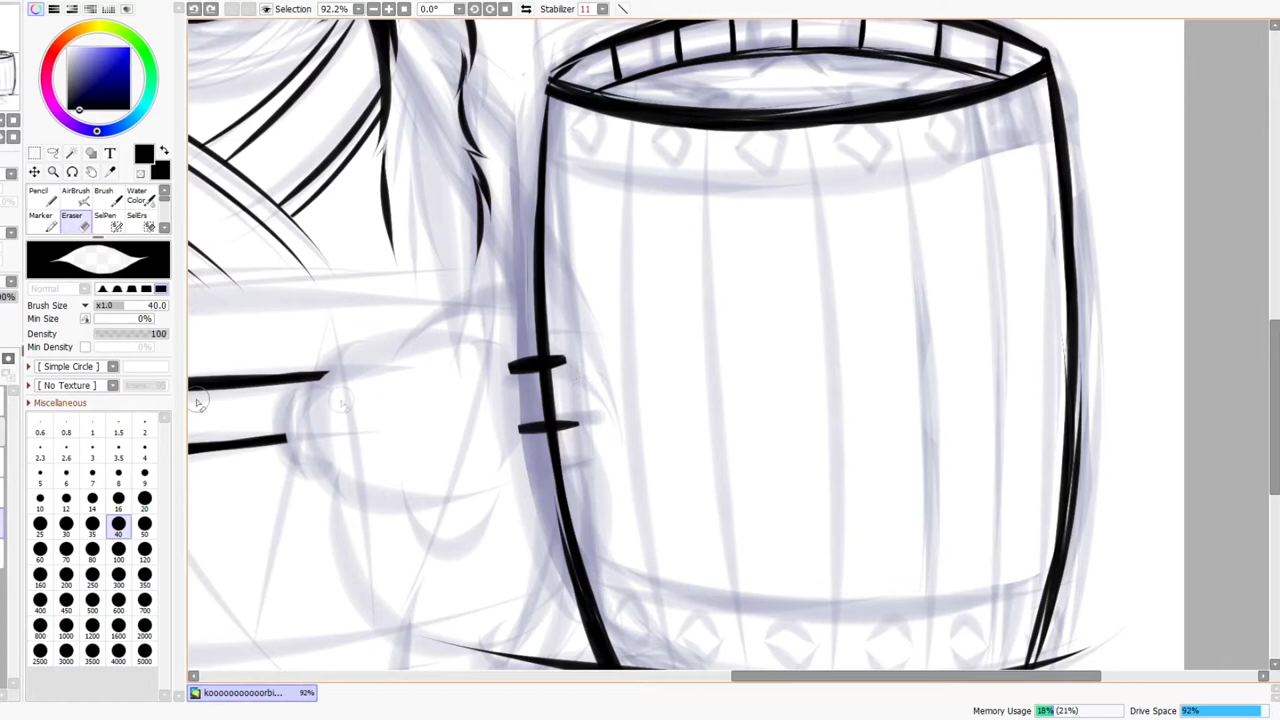 Selection 92.2% 0.0° Stabilizer 11
T
Pencil AirBrush Brush Water Color
Marker Eraser SelPen SelErs
Normal
Brush Size x1.0 40.0
Min Size 0%
Density 100
Min Density 0%
[ Simple Circle ]
[ No Texture ]
Miscellaneous
0.6 0.8 1 1.5 2
2.3 2.6 3 3.5 4
5 6 7 8 9
10 12 14 16 20
25 30 35 40 50
60 70 80 100 120
160 200 250 300 350
400 450 500 600 700
800 1000 1200 1600 2000
2500 3000 3500 4000 5000
kooooooooooorbi... 92%
Memory Usage 18% (21%) Drive Space 92%